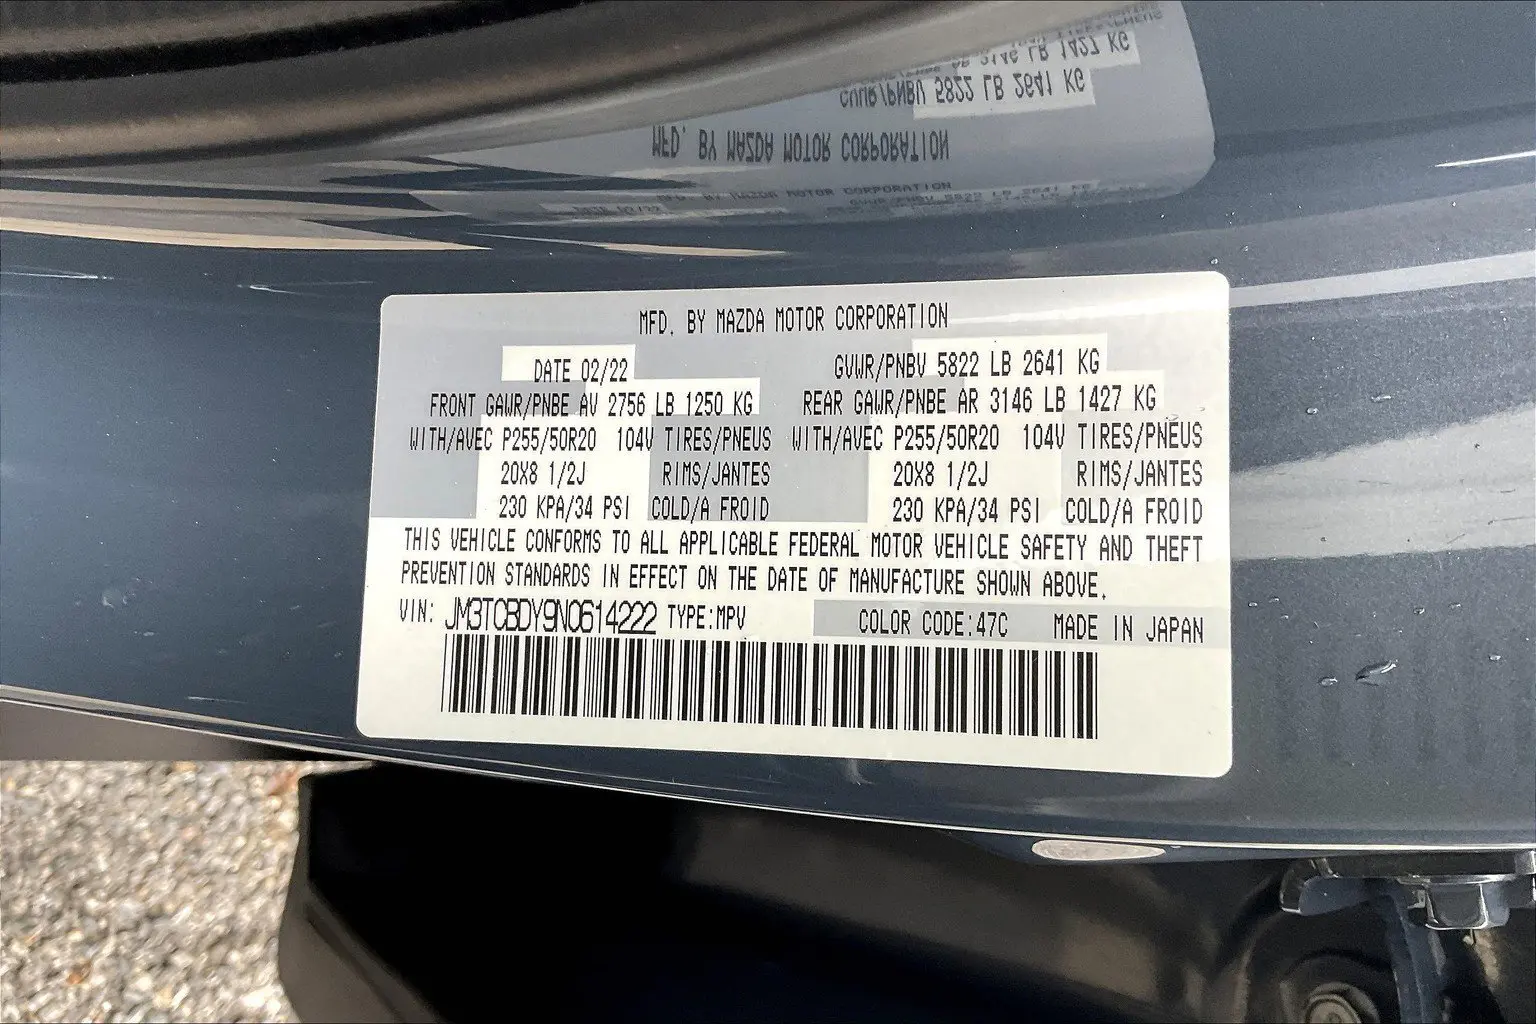 MFD. BY MAZDA MOTOR CORPORATION
DATE 02/22 GVWR/PNBV 5822 LB 2641 KG
FRONT GAWR/PNBE AV 2756 LB 1250 KG REAR GAWR/PNBE AR 3146 LB 1427 KG
WITH/AVEC P255/50R20 104V TIRES/PNEUS WITH/AVEC P255/50R20 104V TIRES/PNEUS
20X8 1/2J RIMS/JANTES 20X8 1/2J RIMS/JANTES
230 KPA/34 PSI COLD/A FROID 230 KPA/34 PSI COLD/A FROID
THIS VEHICLE CONFORMS TO ALL APPLICABLE FEDERAL MOTOR VEHICLE SAFETY AND THEFT
PREVENTION STANDARDS IN EFFECT ON THE DATE OF MANUFACTURE SHOWN ABOVE.
VIN: JM3TCBDY9N0614222 TYPE:MPV COLOR CODE:47C MADE IN JAPAN